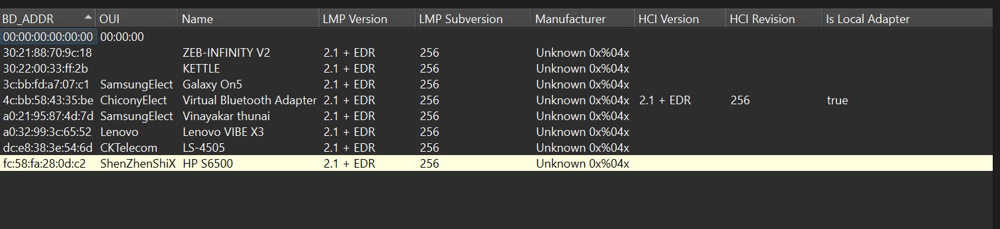 BD_ADDR OUI Name LMP Version LMP Subversion Manufacturer HCI Version HCI Revision Is Local Adapter
00:00:00:00:00:00 00:00:00
30:21:88:70:9c:18 ZEB-INFINITY V2 2.1 + EDR 256 Unknown 0x%04x
30:22:00:33:ff:2b KETTLE 2.1 + EDR 256 Unknown 0x%04x
3c:bb:fd:a7:07:c1 SamsungElect Galaxy On5 2.1 + EDR 256 Unknown 0x%04x
4c:bb:58:43:35:be ChiconyElect Virtual Bluetooth Adapter 2.1 + EDR 256 Unknown 0x%04x 2.1 + EDR 256 true
a0:21:95:87:4d:7d SamsungElect Vinayakar thunai 2.1 + EDR 256 Unknown 0x%04x
a0:32:99:3c:65:52 Lenovo Lenovo VIBE X3 2.1 + EDR 256 Unknown 0x%04x
dc:e8:38:3e:54:6d CKTelecom LS-4505 2.1 + EDR 256 Unknown 0x%04x
fc:58:fa:28:0d:c2 ShenZhenShiX HP S6500 2.1 + EDR 256 Unknown 0x%04x